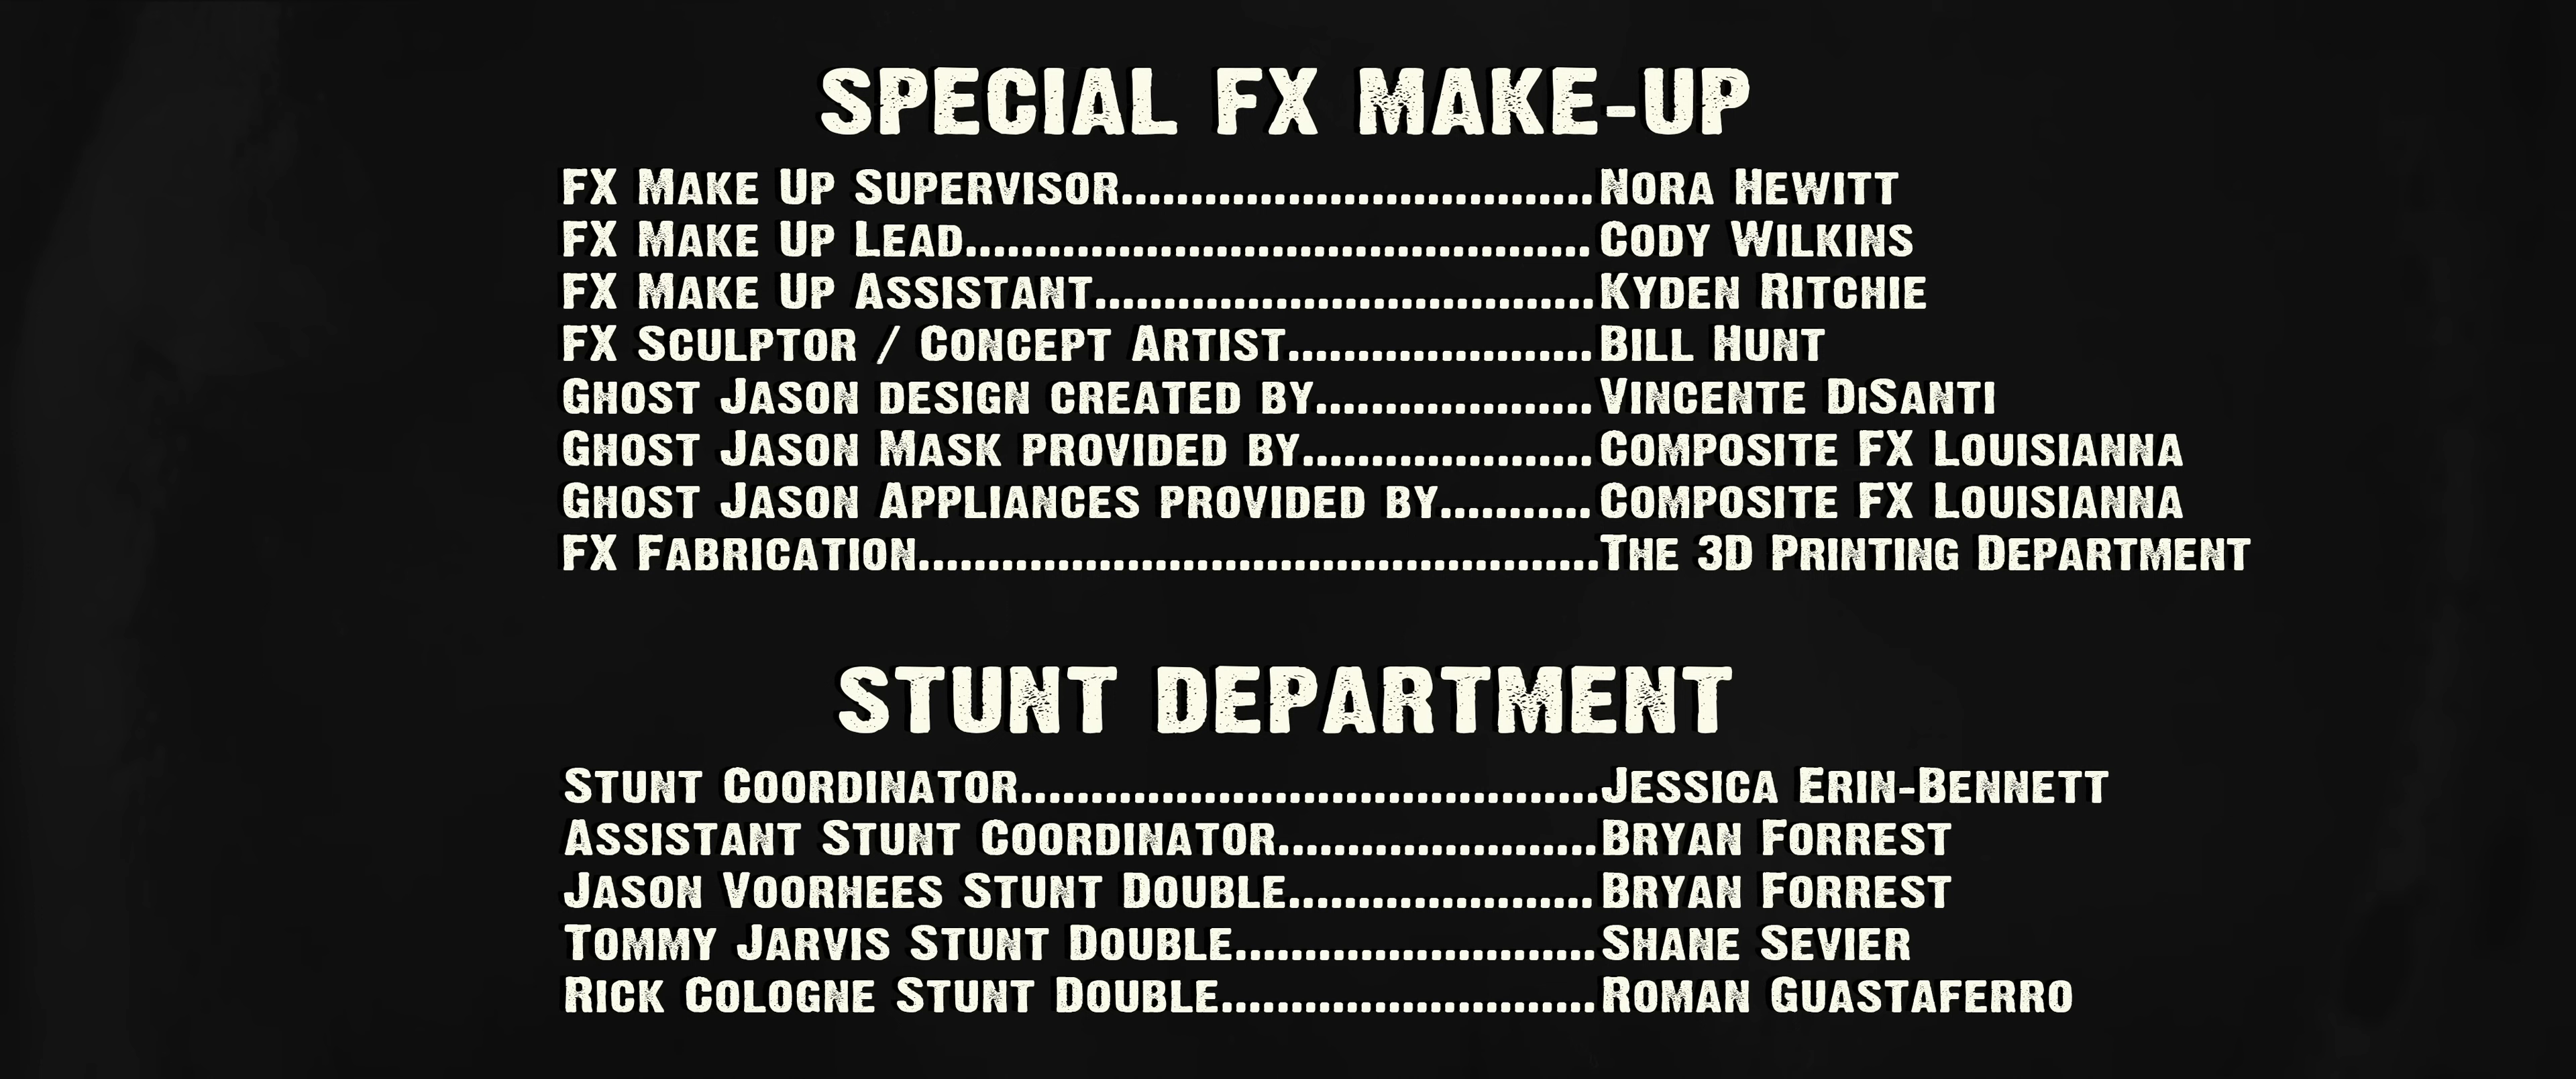 SPECIAL FX MAKE-UP
FX Make Up Supervisor..................................Nora Hewitt
FX Make Up Lead.............................................Cody Wilkins
FX Make Up Assistant....................................Kyden Ritchie
FX Sculptor / Concept Artist......................Bill Hunt
Ghost Jason design created by....................Vincente DiSanti
Ghost Jason Mask provided by.....................Composite FX Louisianna
Ghost Jason Appliances provided by...........Composite FX Louisianna
FX Fabrication.................................................The 3D Printing Department
STUNT DEPARTMENT
Stunt Coordinator..........................................Jessica Erin-Bennett
Assistant Stunt Coordinator.......................Bryan Forrest
Jason Voorhees Stunt Double......................Bryan Forrest
Tommy Jarvis Stunt Double..........................Shane Sevier
Rick Cologne Stunt Double...........................Roman Guastaferro